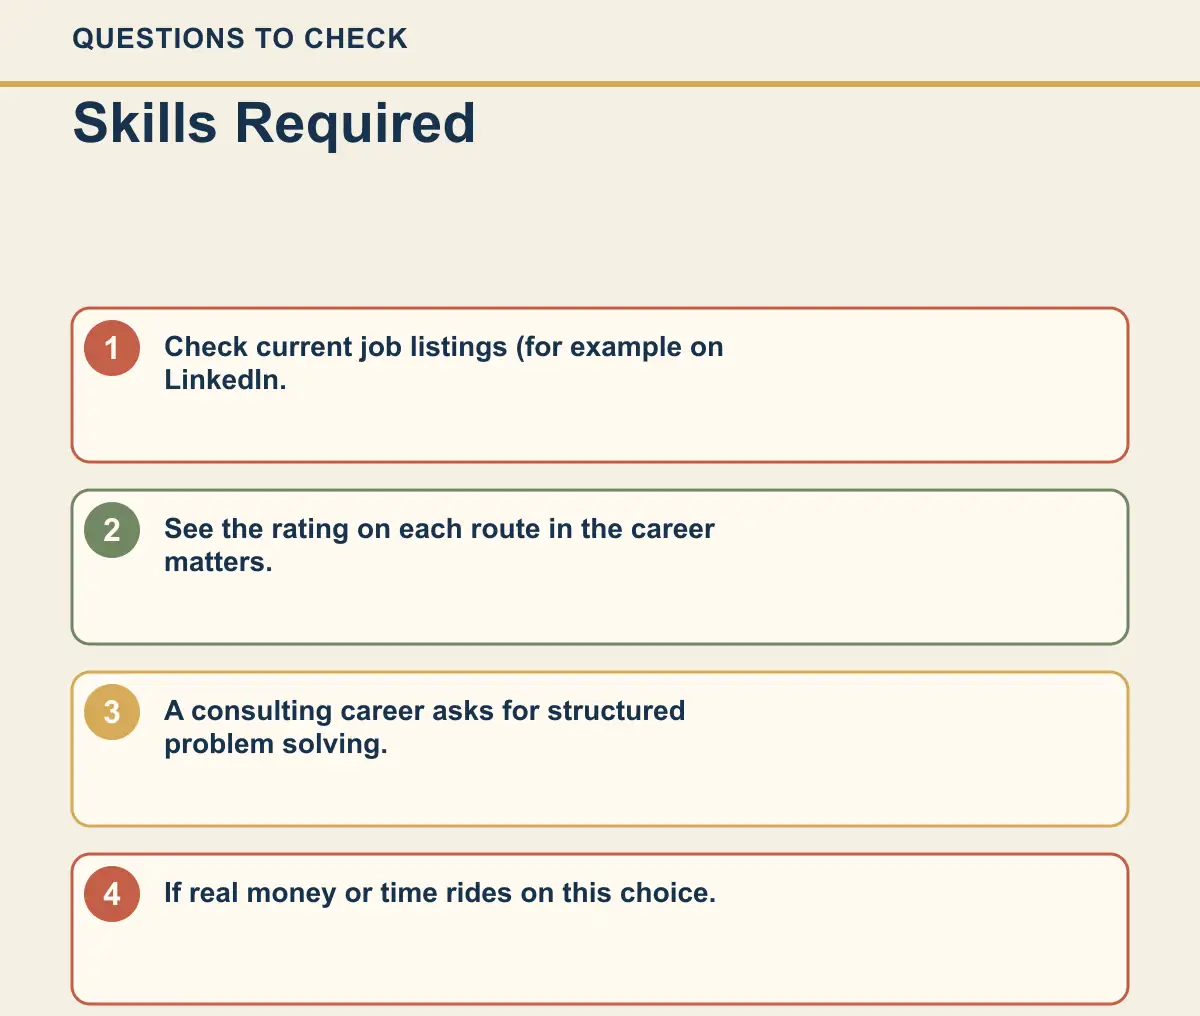 QUESTIONS TO CHECK
Skills Required
1
Check current job listings (for example on
LinkedIn.
2
See the rating on each route in the career
matters.
3
A consulting career asks for structured
problem solving.
4
If real money or time rides on this choice.